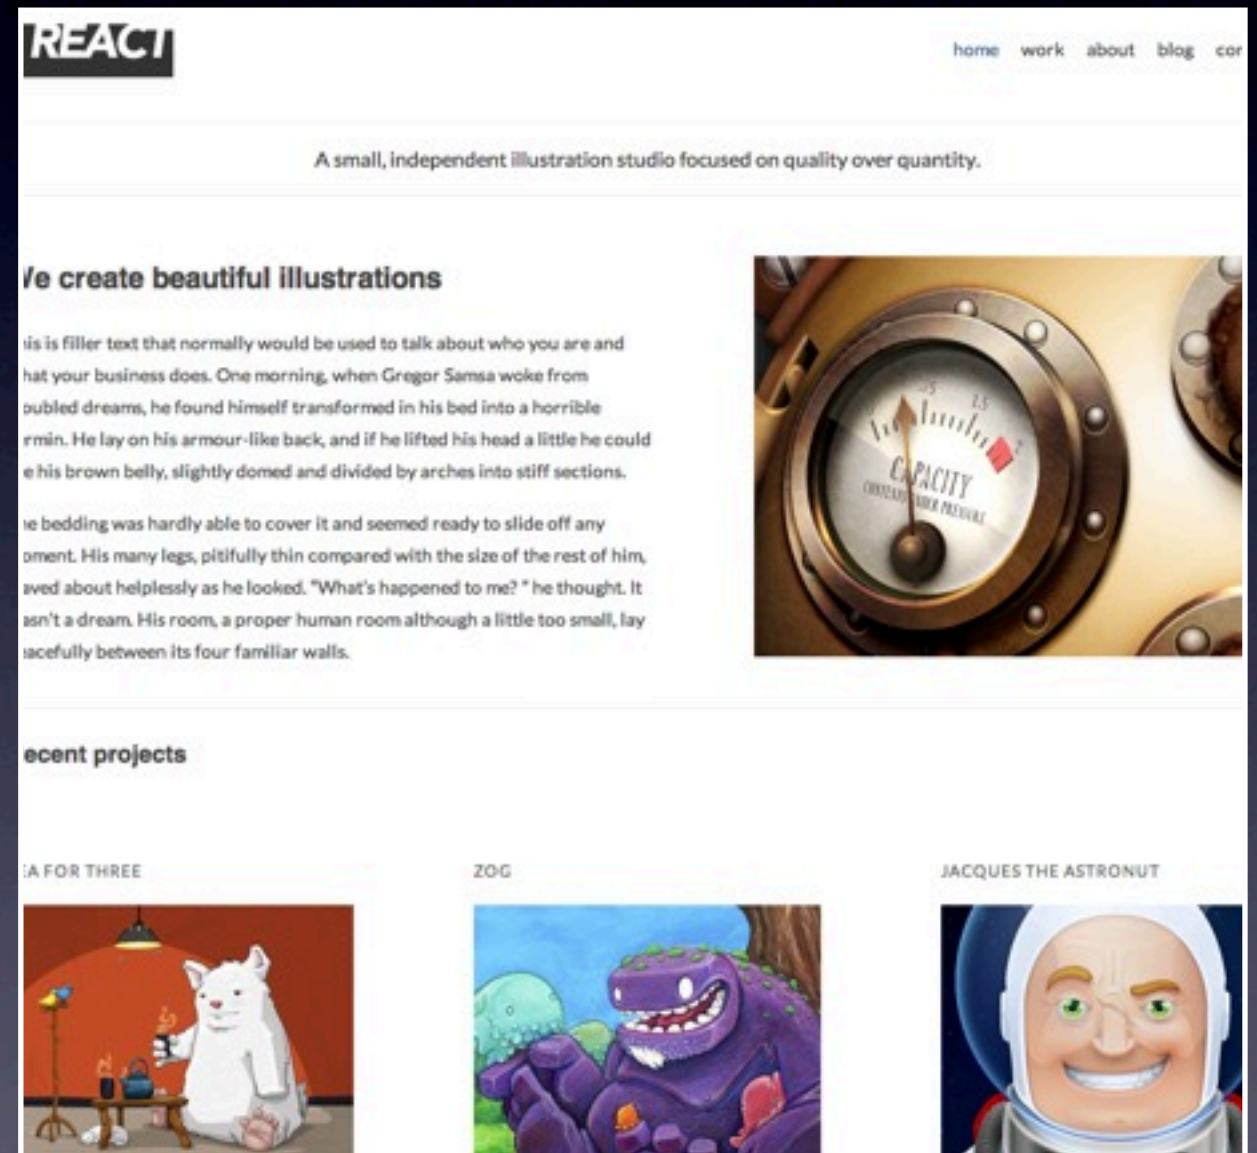 REACT
home work about blog
A small, independent illustration studio focused on quality over quantity.
create beautiful illustrations
is filler text that normally would be used to talk about who you are and
your business does. One morning, when Gregor Samsa woke from
dreams, he found himself transformed in his bed into a horrible
He lay on his armour-like back, and if he lifted his head a little he could
his brown belly, slightly domed and divided by arches into stiff sections.
bedding was hardly able to cover it and seemed ready to slide off any
His many legs, pitifully thin compared with the size of the rest of him,
about helplessly as he looked. "What's happened to me? " he thought. It
a dream. His room, a proper human room although a little too small, lay
between its four familiar walls.
.5 1.5
2
CAPACITY
CONTENTS UNDER PRESSURE
projects
FOR THREE
ZOG
JACQUES THE ASTRONUT